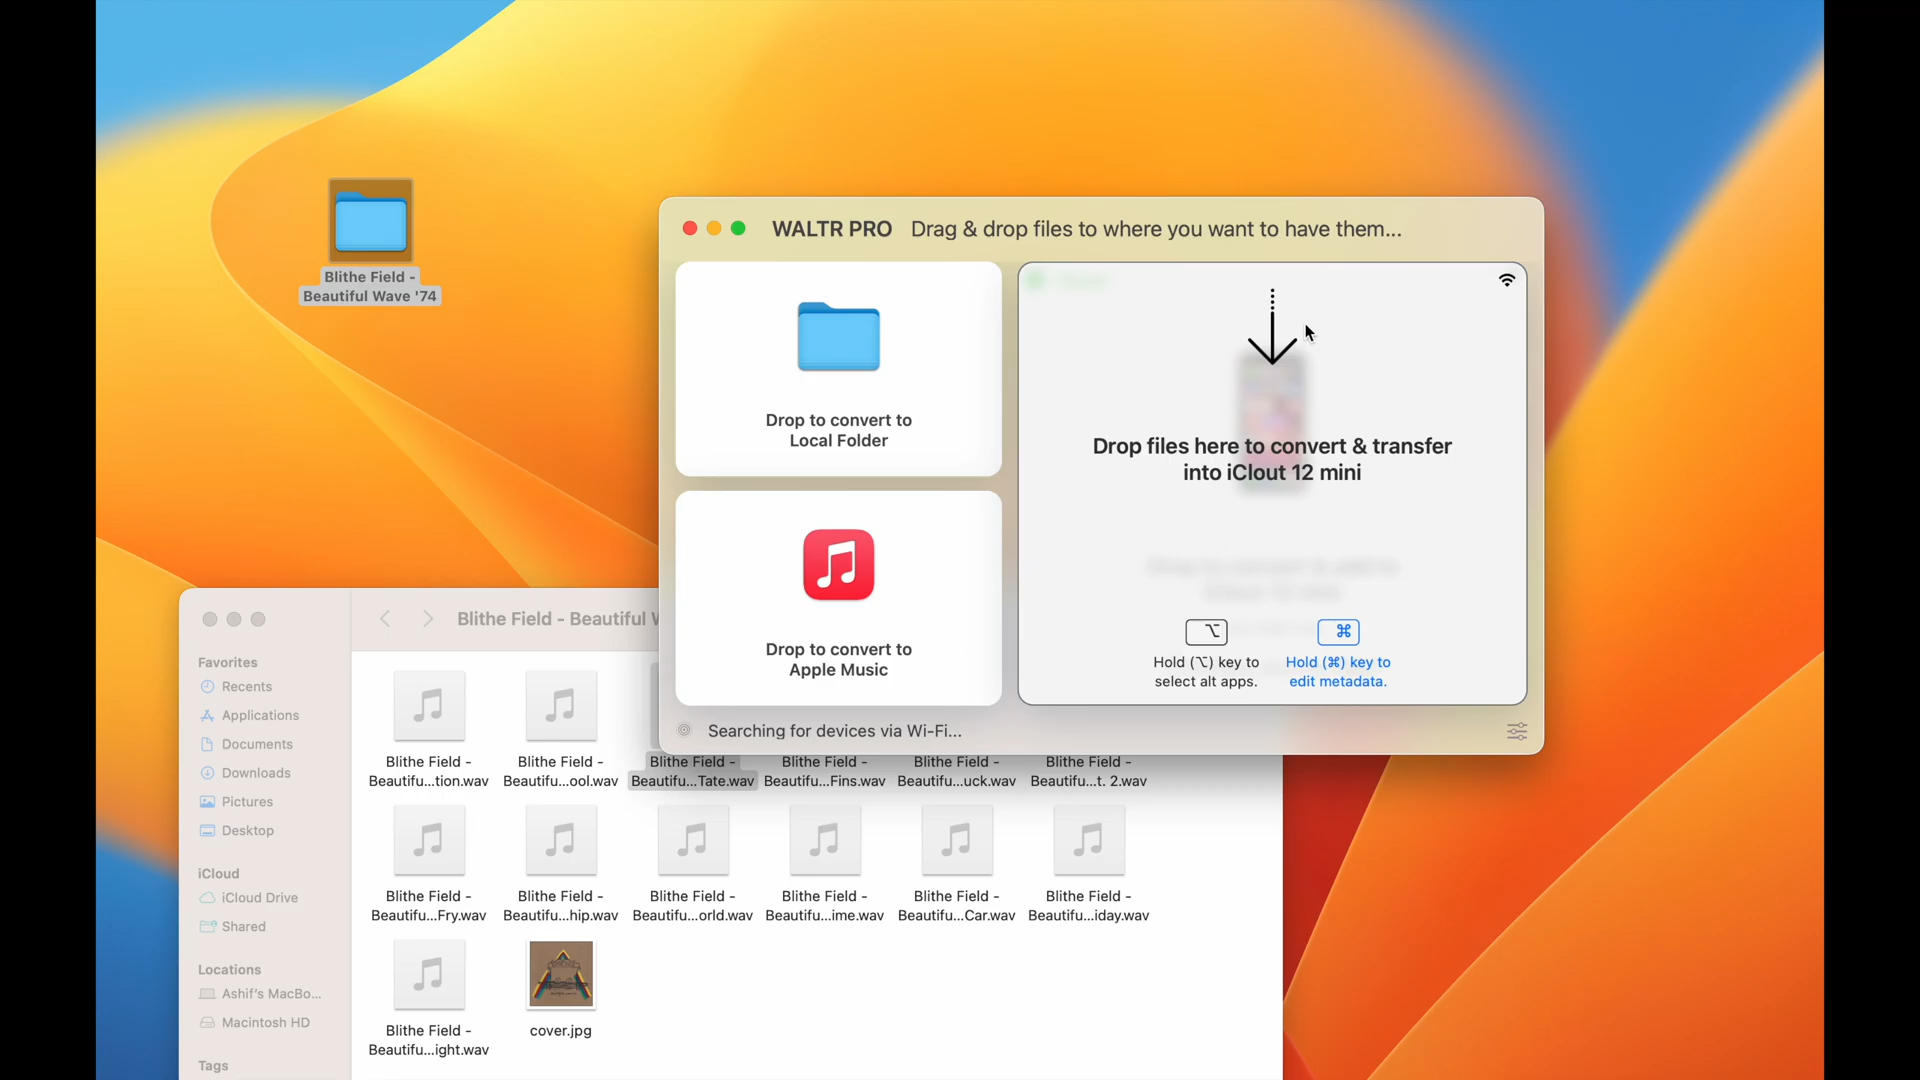 Blithe Field -
Beautiful Wave '74
WALTR PRO Drag & drop files to where you want to have them...
Drop to convert to
Local Folder
Drop to convert to
Apple Music
Drop files here to convert & transfer
into iClout 12 mini
⌥
⌘
Hold (⌥) key to
select alt apps.
Hold (⌘) key to
edit metadata.
Searching for devices via Wi-Fi...
Blithe Field - Beautiful W
Favorites
Recents
Applications
Documents
Downloads
Pictures
Desktop
iCloud
iCloud Drive
Shared
Locations
Ashif's MacBo...
Macintosh HD
Tags
Blithe Field -
Beautifu...tion.wav
Blithe Field -
Beautifu...ool.wav
Blithe Field -
Beautifu...Tate.wav
Blithe Field -
Beautifu...Fins.wav
Blithe Field -
Beautifu...uck.wav
Blithe Field -
Beautifu...t. 2.wav
Blithe Field -
Beautifu...Fry.wav
Blithe Field -
Beautifu...hip.wav
Blithe Field -
Beautifu...orld.wav
Blithe Field -
Beautifu...ime.wav
Blithe Field -
Beautifu...Car.wav
Blithe Field -
Beautifu...iday.wav
Blithe Field -
Beautifu...ight.wav
cover.jpg